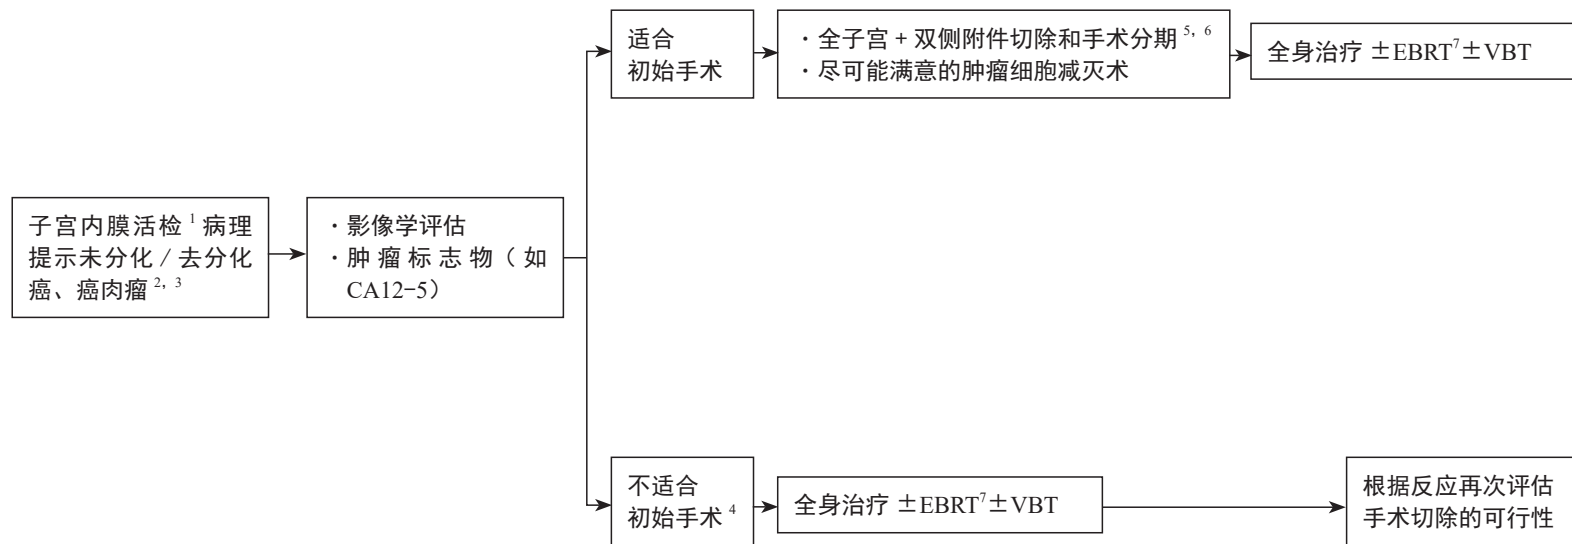 适合
初始手术
· 全子宫 + 双侧附件切除和手术分期 5, 6
· 尽可能满意的肿瘤细胞减灭术
全身治疗 ±EBRT7±VBT
子宫内膜活检 1 病理
提示未分化 / 去分化
癌、癌肉瘤 2, 3
· 影像学评估
· 肿瘤标志物（如
CA12-5）
不适合
初始手术 4
全身治疗 ±EBRT7±VBT
根据反应再次评估
手术切除的可行性